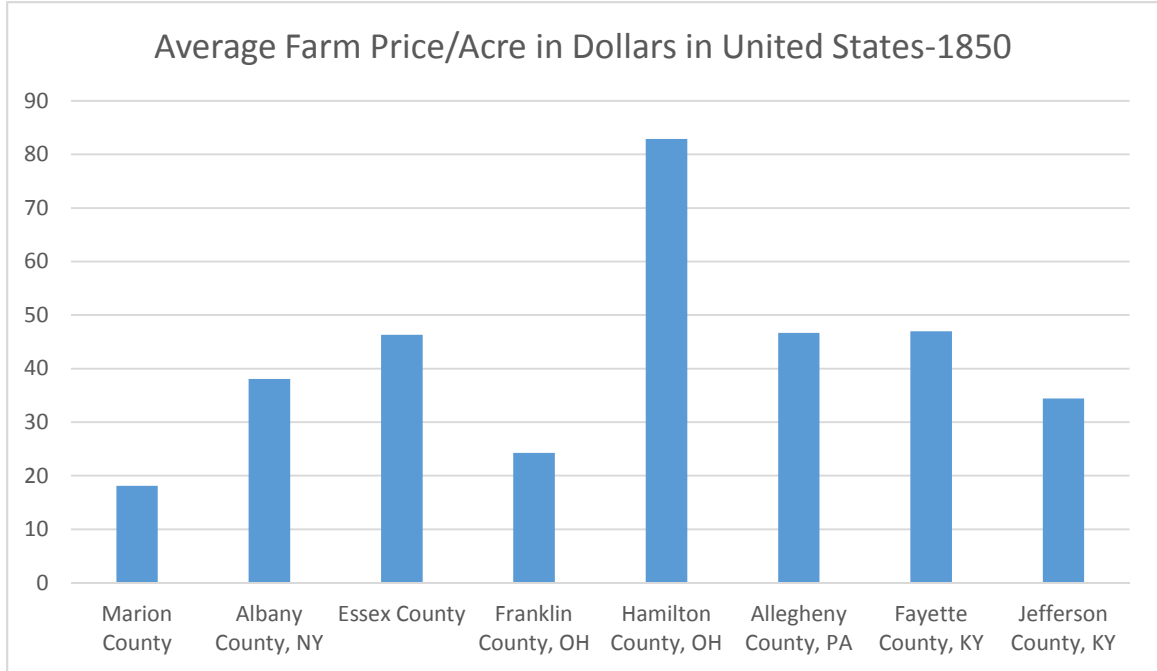 Average Farm Price/Acre in Dollars in United States-1850
90
80
70
60
50
40
30
20
10
0
Marion
County
Albany
County, NY
Essex County
Franklin
County, OH
Hamilton
County, OH
Allegheny
County, PA
Fayette
County, KY
Jefferson
County, KY